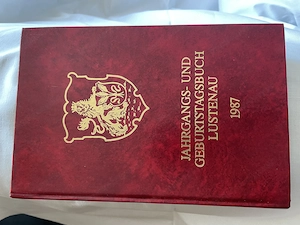 JAHRGANGS- UND
GEBURTSTAGSBUCH
LUSTENAU
1987